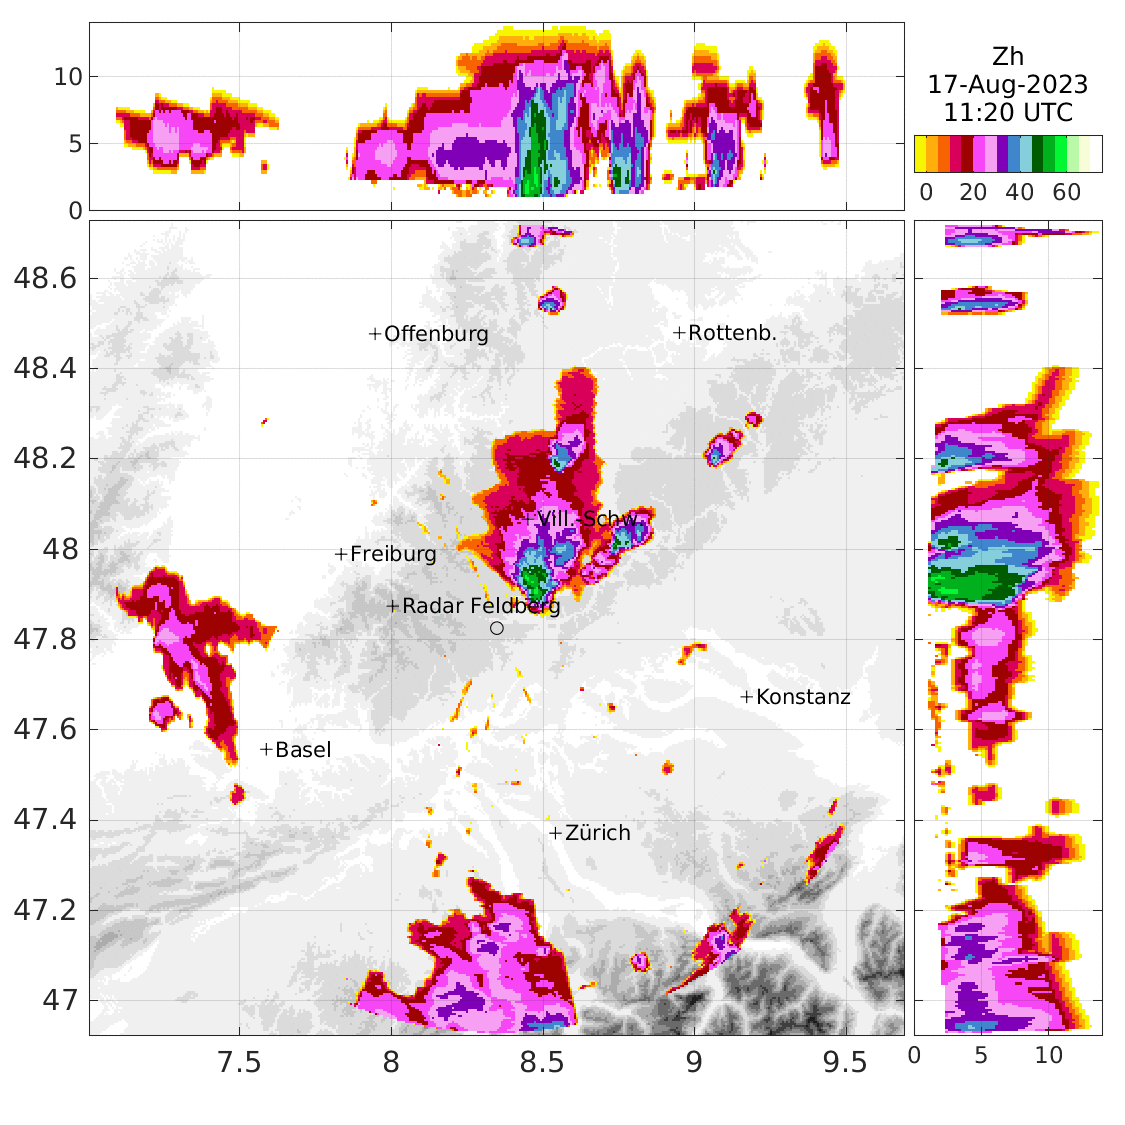 Zh
17-Aug-2023
11:20 UTC
0 20 40 60
10
5
0
48.6
48.4
48.2
48
47.8
47.6
47.4
47.2
47
+Offenburg
+Rottenb.
+Vill.-Schw.
+Freiburg
+Radar Feldberg
+Konstanz
+Basel
+Zürich
7.5 8 8.5 9 9.5
0 5 10